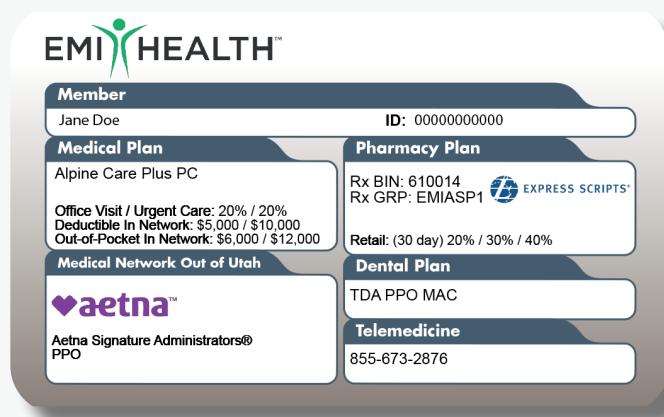 EMI HEALTH™
Member
Jane Doe ID: 00000000000
Medical Plan
Alpine Care Plus PC
Office Visit / Urgent Care: 20% / 20%
Deductible In Network: $5,000 / $10,000
Out-of-Pocket In Network: $6,000 / $12,000
Pharmacy Plan
Rx BIN: 610014
Rx GRP: EMIASP1
EXPRESS SCRIPTS®
Retail: (30 day) 20% / 30% / 40%
Medical Network Out of Utah
aetna™
Aetna Signature Administrators®
PPO
Dental Plan
TDA PPO MAC
Telemedicine
855-673-2876